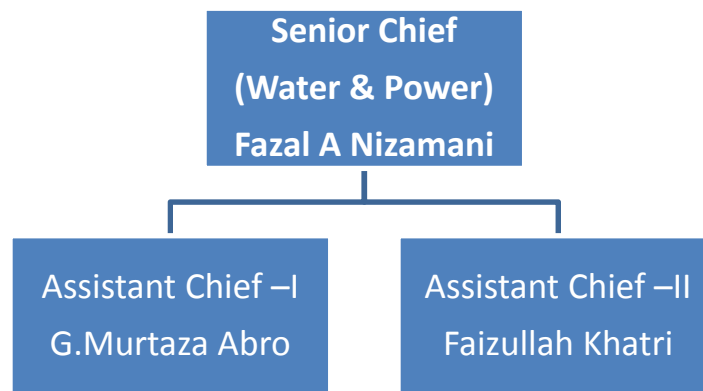 Senior Chief
(Water & Power)
Fazal A Nizamani
Assistant Chief –I
G.Murtaza Abro
Assistant Chief –II
Faizullah Khatri